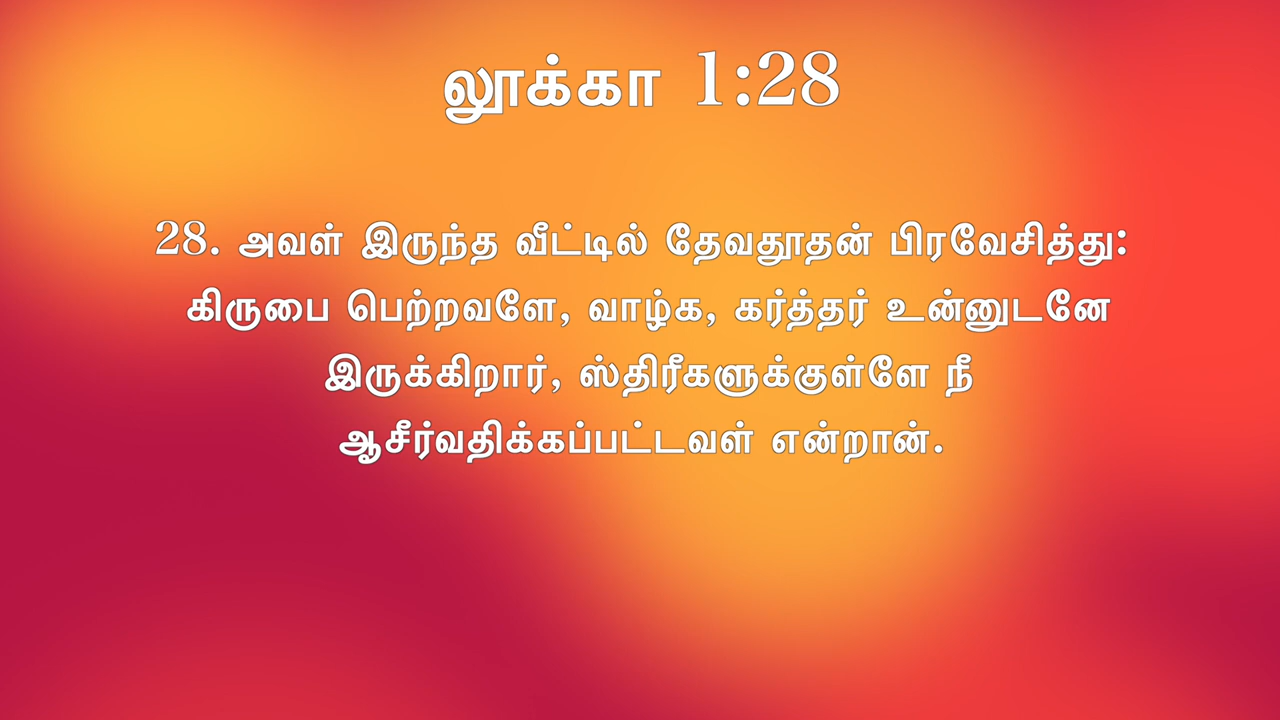 லூக்கா 1:28
28. அவள் இருந்த வீட்டில் தேவதூதன் பிரவேசித்து:
கிருபை பெற்றவளே, வாழ்க, கர்த்தர் உன்னுடனே
இருக்கிறார், ஸ்திரீகளுக்குள்ளே நீ
ஆசீர்வதிக்கப்பட்டவள் என்றான்.